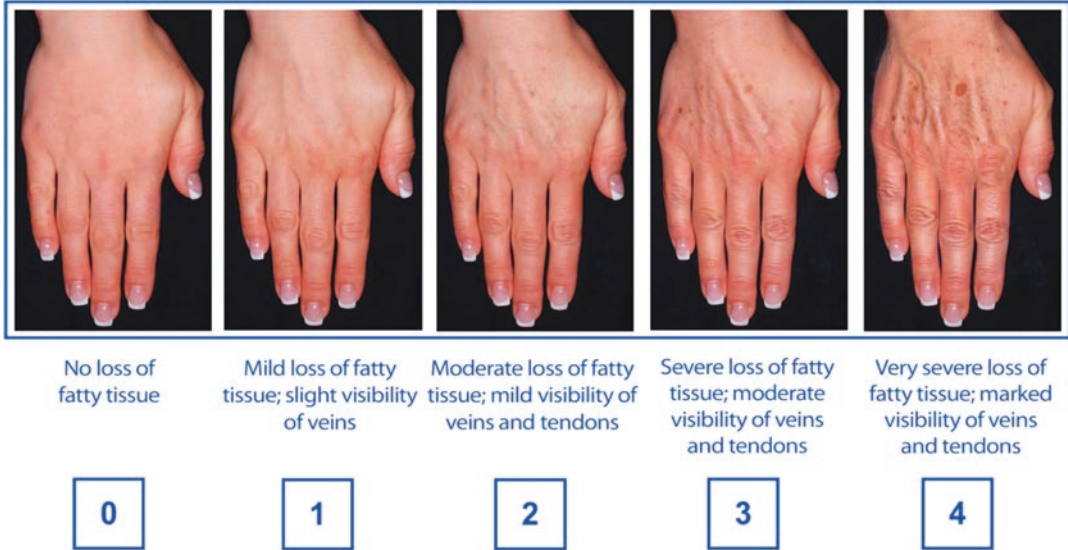 No loss of
fatty tissue
Mild loss of fatty
tissue; slight visibility
of veins
Moderate loss of fatty
tissue; mild visibility of
veins and tendons
Severe loss of fatty
tissue; moderate
visibility of veins
and tendons
Very severe loss of
fatty tissue; marked
visibility of veins
and tendons
0
1
2
3
4